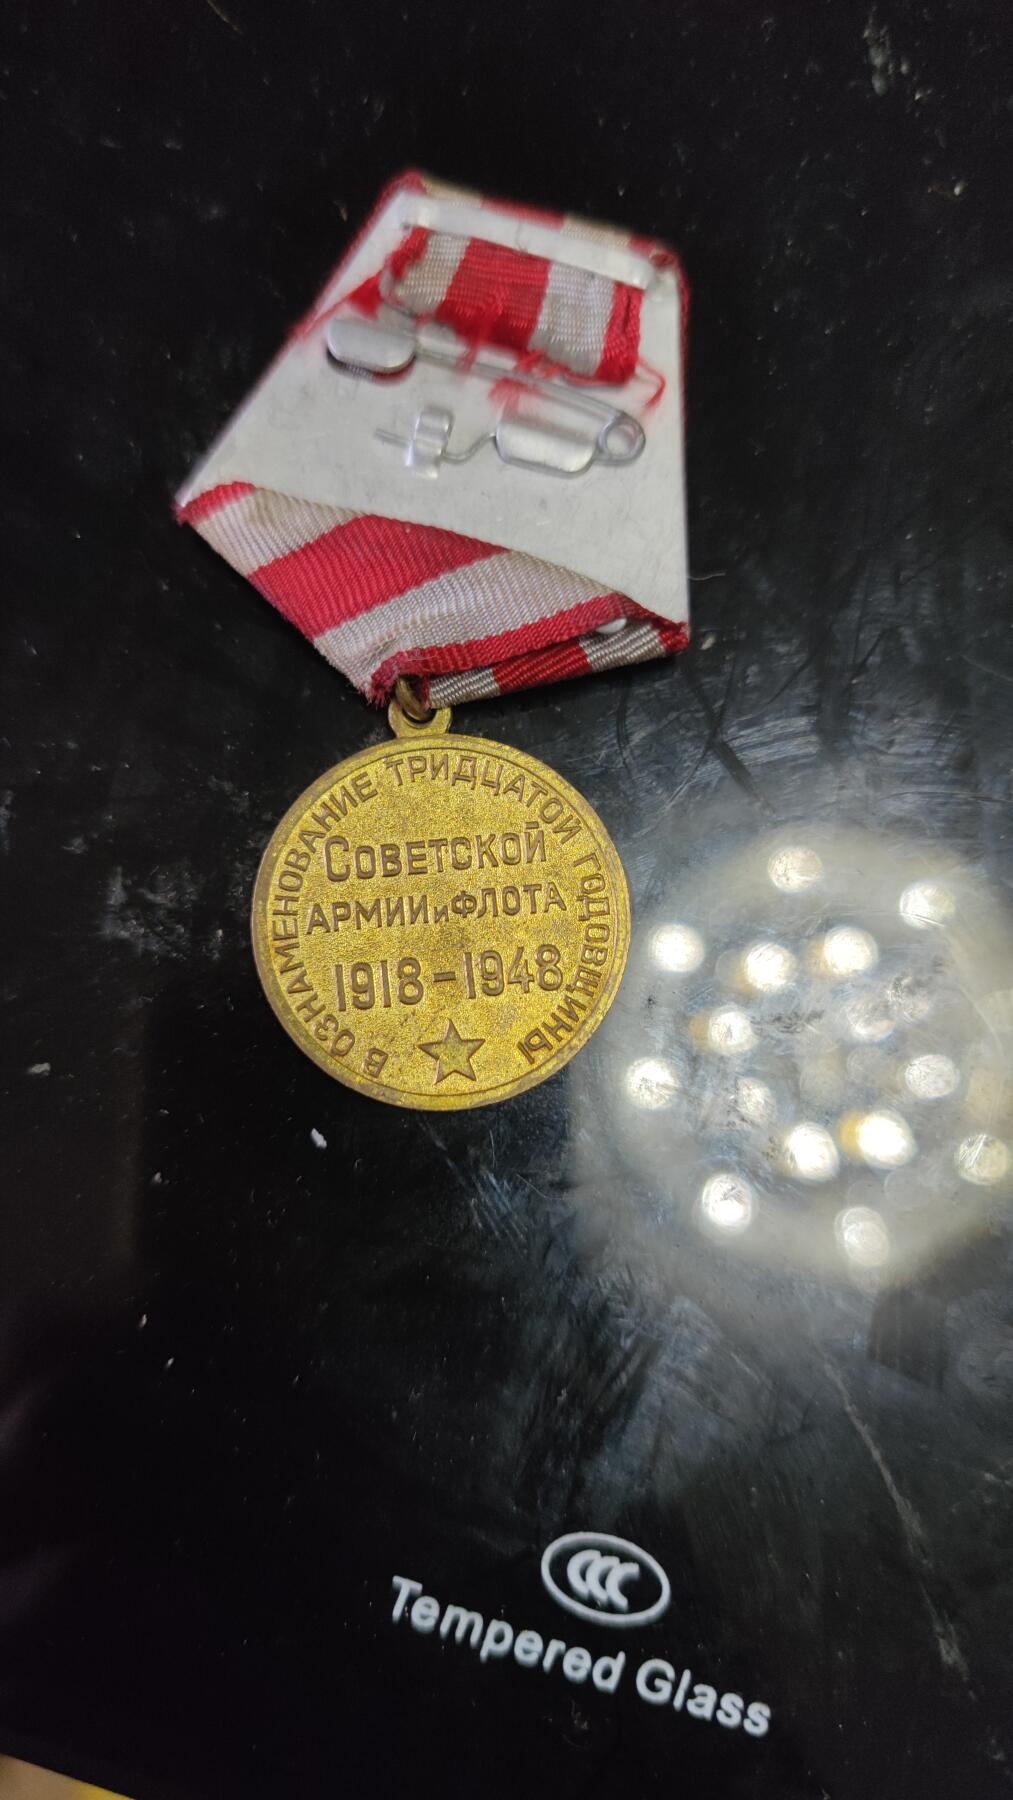 В ОЗНАМЕНОВАНИЕ ТРИДЦАТОЙ ГОДОВЩИНЫ
СОВЕТСКОЙ
АРМИИ и ФЛОТА
1918-1948
CCC
Tempered Glass